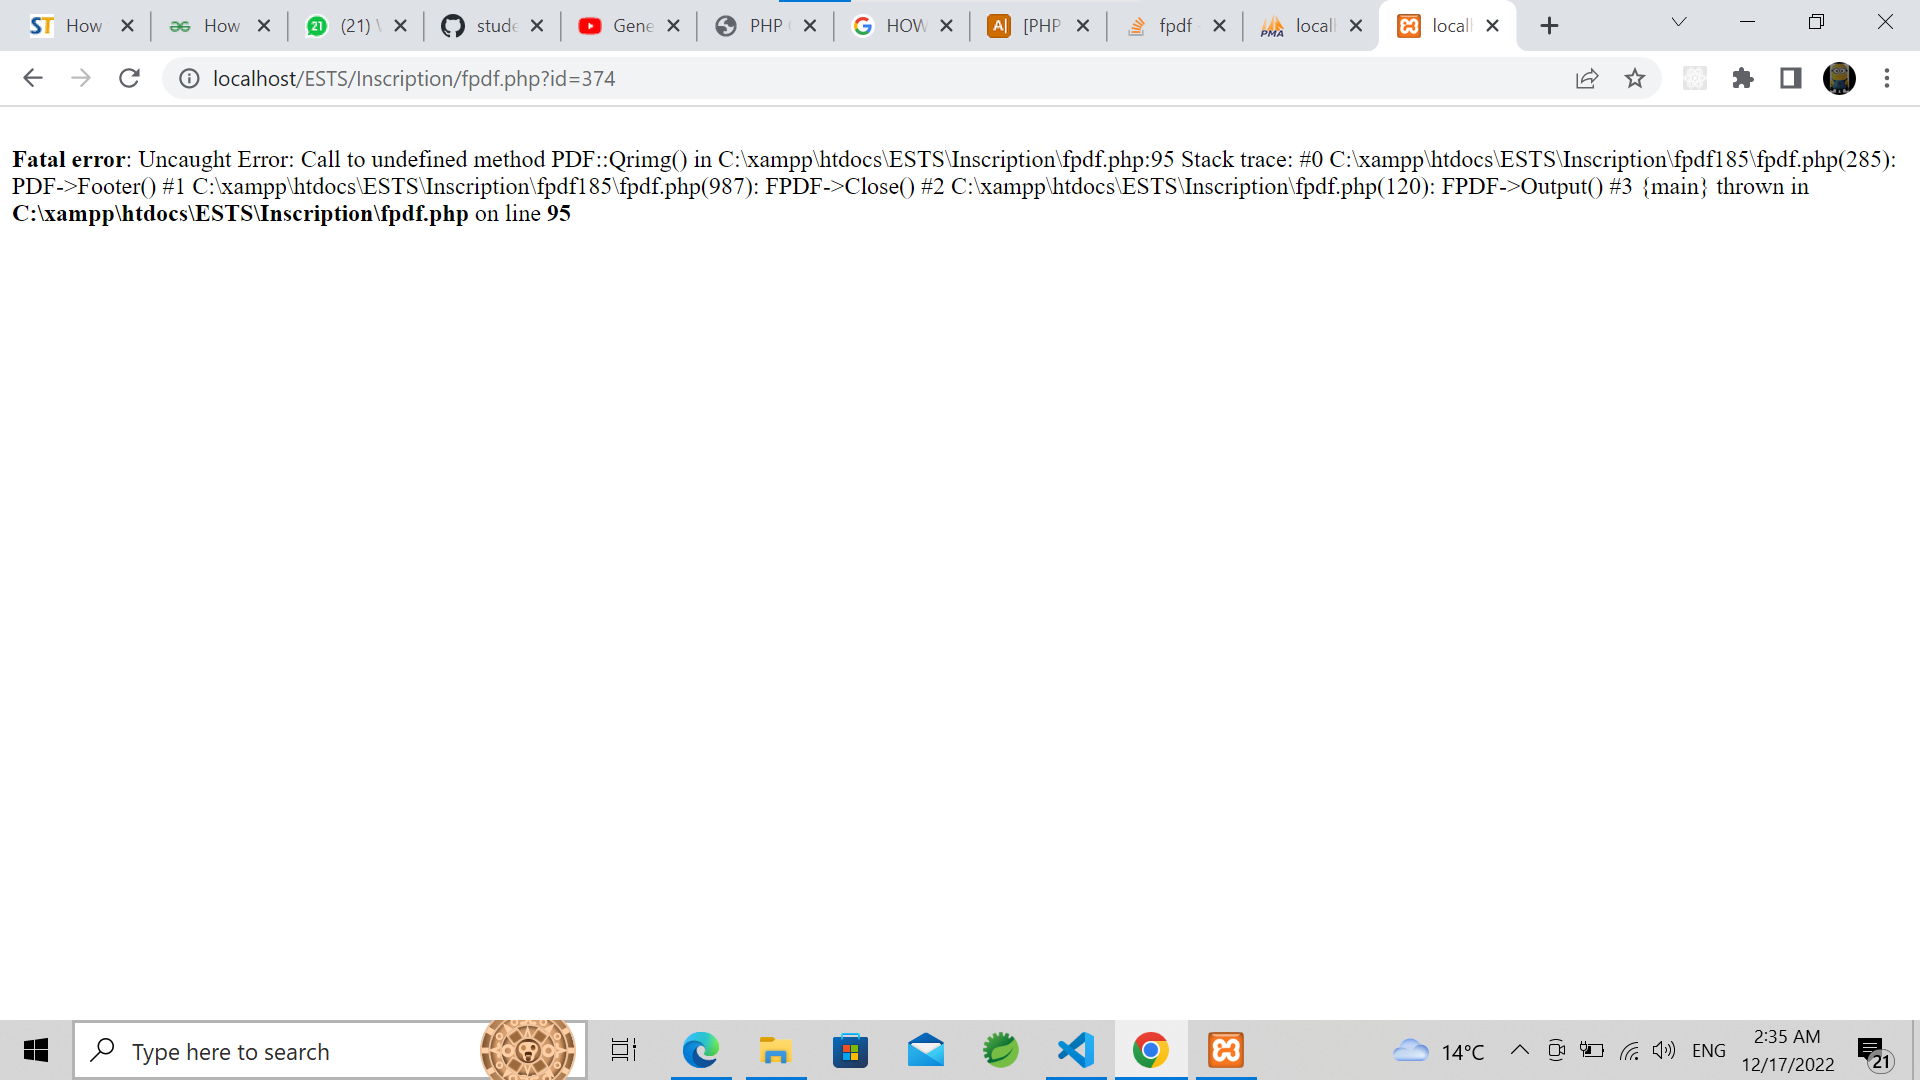 ST How
How
21 (21)
stude
Gene
PHP
HOW
A| [PHP
fpdf
PMA locall
locall
localhost/ESTS/Inscription/fpdf.php?id=374
Fatal error: Uncaught Error: Call to undefined method PDF::Qrimg() in C:\xampp\htdocs\ESTS\Inscription\fpdf.php:95 Stack trace: #0 C:\xampp\htdocs\ESTS\Inscription\fpdf185\fpdf.php(285):
PDF->Footer() #1 C:\xampp\htdocs\ESTS\Inscription\fpdf185\fpdf.php(987): FPDF->Close() #2 C:\xampp\htdocs\ESTS\Inscription\fpdf.php(120): FPDF->Output() #3 {main} thrown in
C:\xampp\htdocs\ESTS\Inscription\fpdf.php on line 95
Type here to search
14°C
ENG
2:35 AM
12/17/2022
21